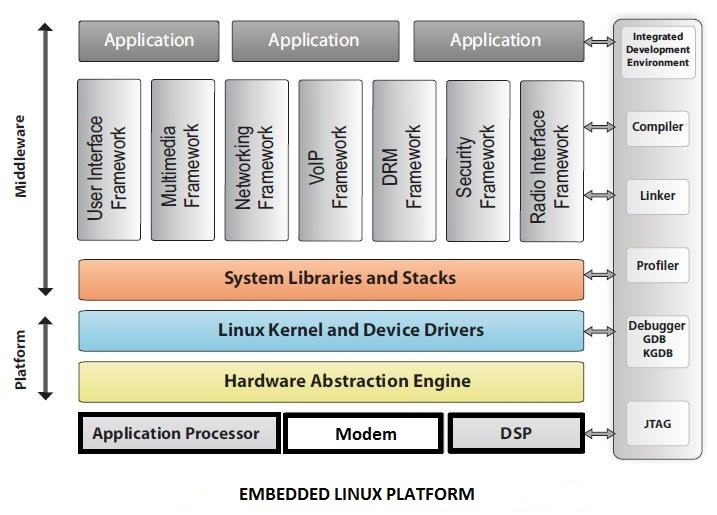 Application
Application
Application
Integrated
Development
Environment
Middleware
User Interface
Framework
Multimedia
Framework
Networking
Framework
VoIP
Framework
DRM
Framework
Security
Framework
Radio Interface
Framework
Compiler
Linker
System Libraries and Stacks
Profiler
Platform
Linux Kernel and Device Drivers
Debugger
GDB
KGDB
Hardware Abstraction Engine
Application Processor
Modem
DSP
JTAG
EMBEDDED LINUX PLATFORM